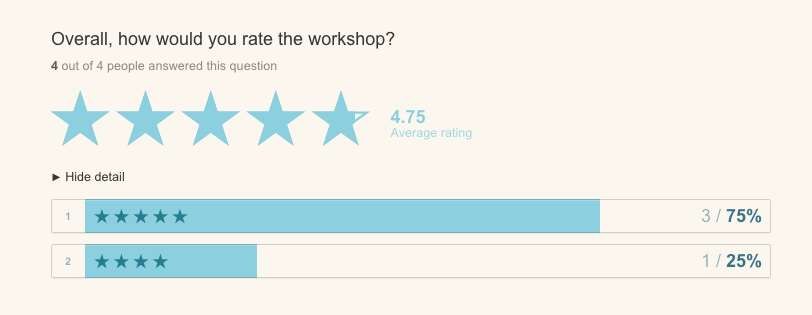 Overall, how would you rate the workshop?
4 out of 4 people answered this question
4.75
Average rating
► Hide detail
1 ★★★★★ 3 / 75%
2 ★★★★ 1 / 25%